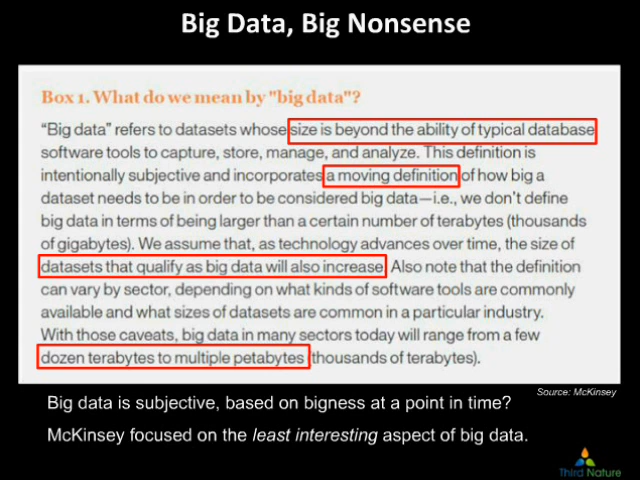 Big Data, Big Nonsense
Box 1. What do we mean by "big data"?
“Big data” refers to datasets whose size is beyond the ability of typical database
software tools to capture, store, manage, and analyze. This definition is
intentionally subjective and incorporates a moving definition of how big a
dataset needs to be in order to be considered big data—i.e., we don’t define
big data in terms of being larger than a certain number of terabytes (thousands
of gigabytes). We assume that, as technology advances over time, the size of
datasets that qualify as big data will also increase. Also note that the definition
can vary by sector, depending on what kinds of software tools are commonly
available and what sizes of datasets are common in a particular industry.
With those caveats, big data in many sectors today will range from a few
dozen terabytes to multiple petabytes (thousands of terabytes).
Source: McKinsey
Big data is subjective, based on bigness at a point in time?
McKinsey focused on the least interesting aspect of big data.
Third Nature